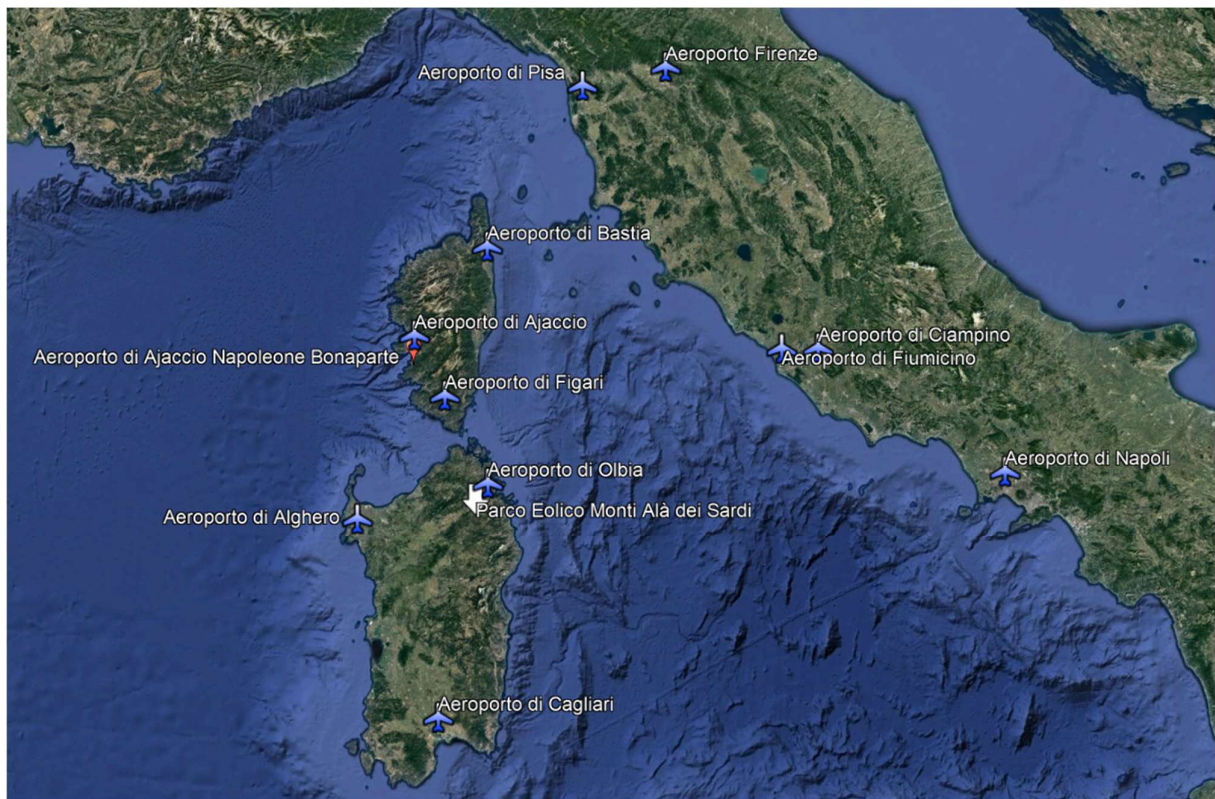 Aeroporto Firenze
Aeroporto di Pisa
Aeroporto di Bastia
Aeroporto di Ajaccio
Aeroporto di Ciampino
Aeroporto di Ajaccio Napoleone Bonaparte
Aeroporto di Fiumicino
Aeroporto di Figari
Aeroporto di Napoli
Aeroporto di Olbia
Parco Eolico Monti Alà dei Sardi
Aeroporto di Alghero
Aeroporto di Cagliari